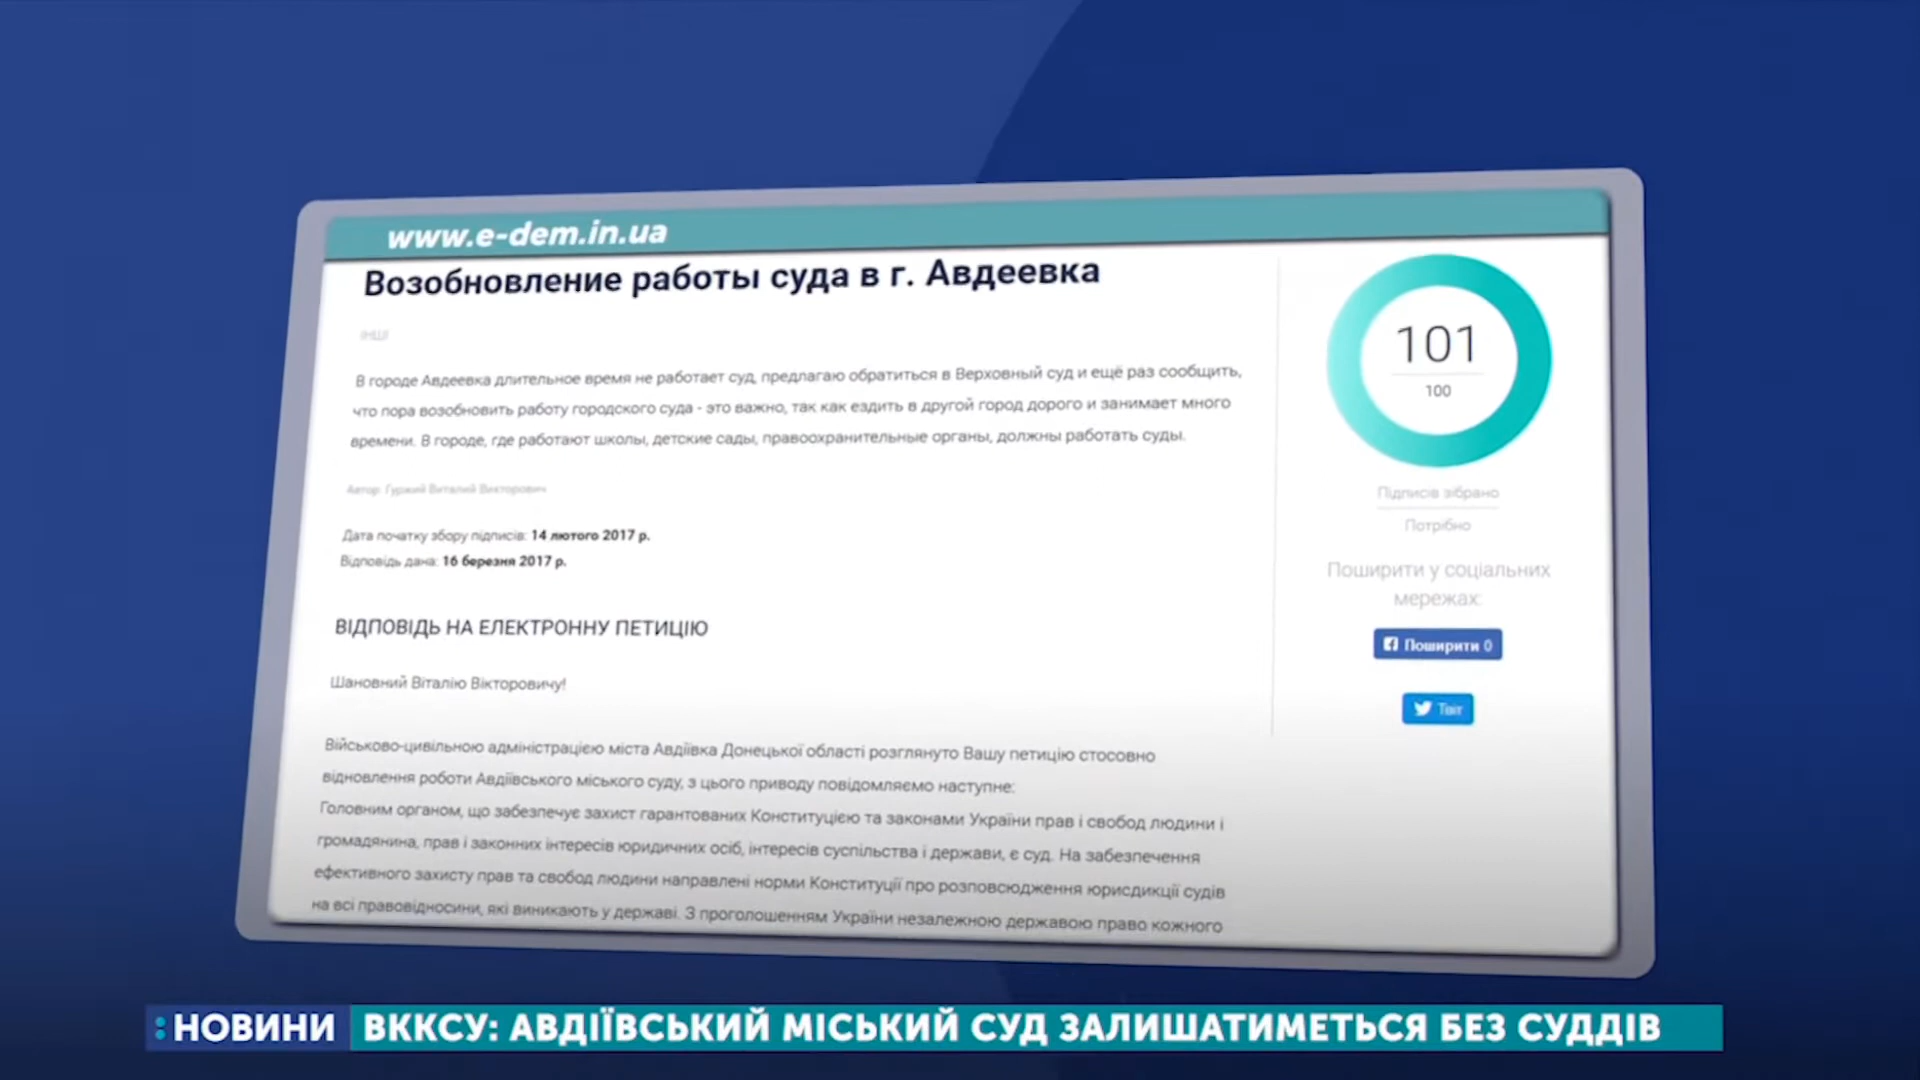 www.e-dem.in.ua
Возобновление работы суда в г. Авдеевка
ІНШІ
В городе Авдеевка длительное время не работает суд, предлагаю обратиться в Верховный суд и ещё раз сообщить,
что пора возобновить работу городского суда - это важно, так как ездить в другой город дорого и занимает много
времени. В городе, где работают школы, детские сады, правоохранительные органы, должны работать суды.
Автор: Гуржий Виталий Викторович
Дата початку збору підписів: 14 лютого 2017 р.
Відповідь дана: 16 березня 2017 р.
ВІДПОВІДЬ НА ЕЛЕКТРОННУ ПЕТИЦІЮ
Шановний Віталію Вікторовичу!
Військово-цивільною адміністрацією міста Авдіївка Донецької області розглянуто Вашу петицію стосовно
відновлення роботи Авдіївського міського суду, з цього приводу повідомляємо наступне:
Головним органом, що забезпечує захист гарантованих Конституцією та законами України прав і свобод людини і
громадянина, прав і законних інтересів юридичних осіб, інтересів суспільства і держави, є суд. На забезпечення
ефективного захисту прав та свобод людини направлені норми Конституції про розповсюдження юрисдикції судів
на всі правовідносини, які виникають у державі. З проголошенням України незалежною державою право кожного
101
100
Підписів зібрано
Потрібно
Поширити у соціальних
мережах:
Поширити 0
Твіт
НОВИНИ ВККСУ: АВДІЇВСЬКИЙ МІСЬКИЙ СУД ЗАЛИШАТИМЕТЬСЯ БЕЗ СУДДІВ